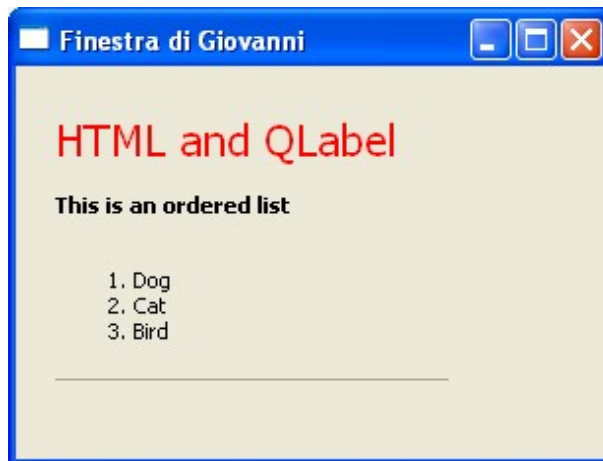 Finestra di Giovanni
HTML and QLabel
This is an ordered list
1. Dog
2. Cat
3. Bird